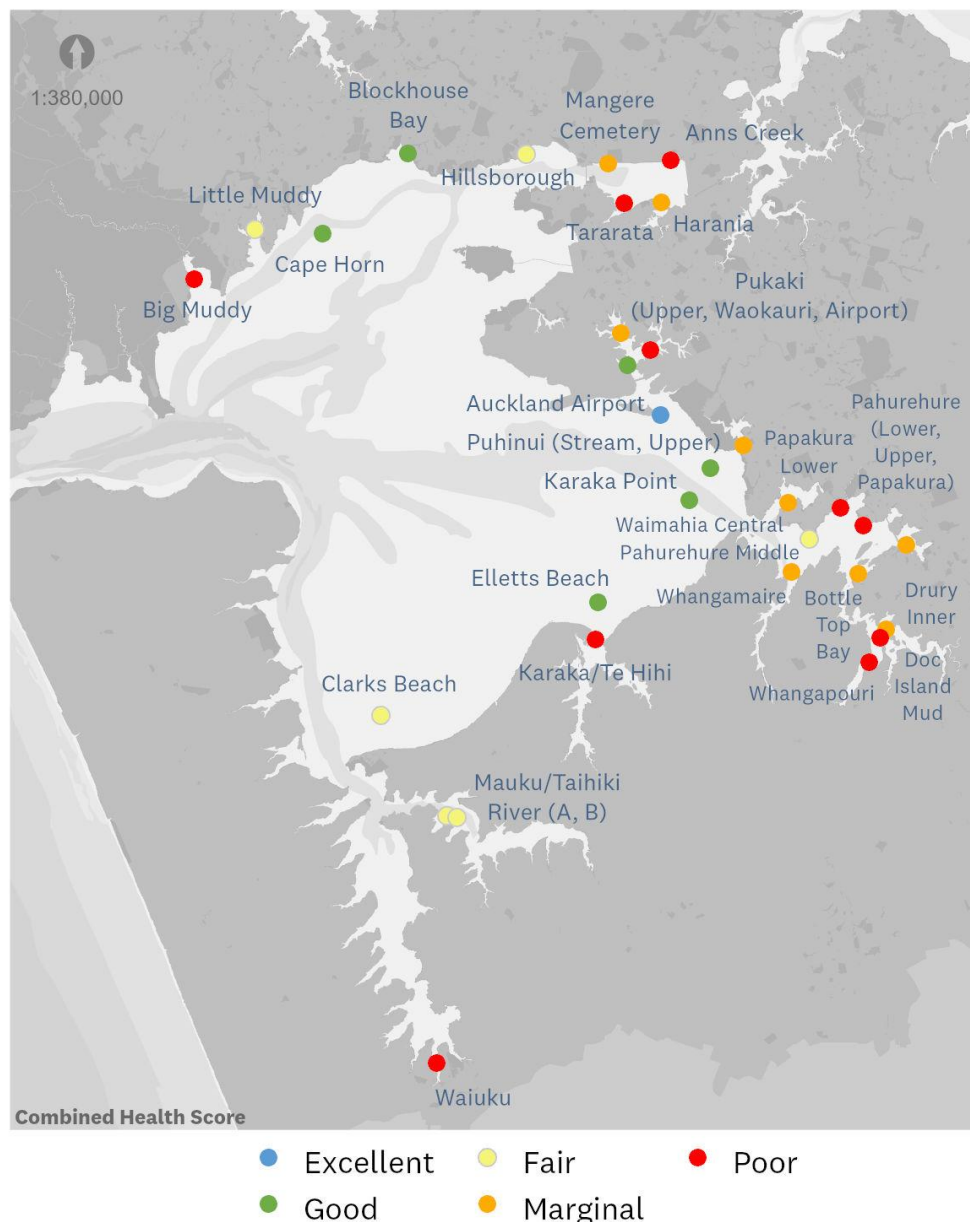 1:380,000
Blockhouse
Bay
Mangere
Cemetery
Anns Creek
Hillsborough
Little Muddy
Tararata
Harania
Cape Horn
Big Muddy
Pukaki
(Upper, Waokauri, Airport)
Auckland Airport
Puhinui (Stream, Upper)
Karaka Point
Papakura
Lower
Pahurehure
(Lower,
Upper,
Papakura)
Waimahia Central
Pahurehure Middle
Whangamaire
Elletts Beach
Bottle
Top
Bay
Drury
Inner
Doc
Island
Mud
Whangapouri
Karaka/Te Hihi
Clarks Beach
Mauku/Taihiki
River (A, B)
Waiuku
Combined Health Score
Excellent
Fair
Poor
Good
Marginal